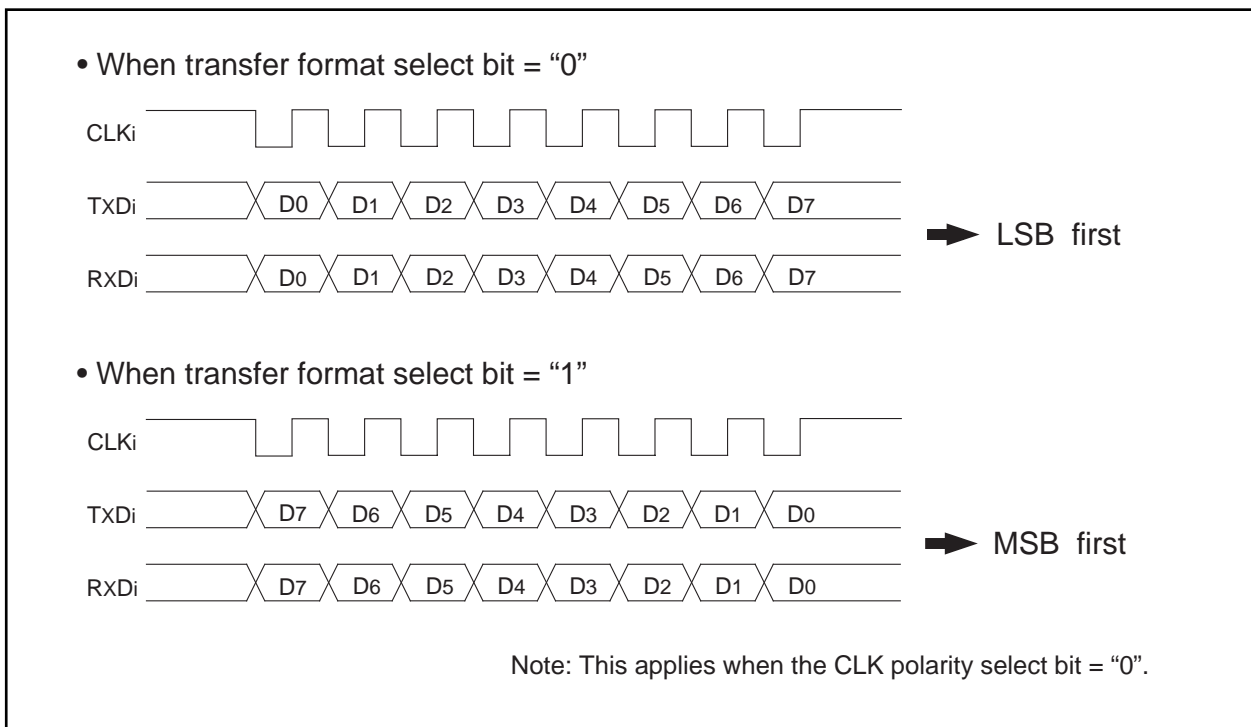 • When transfer format select bit = “0”
CLKi
TXDi D0 D1 D2 D3 D4 D5 D6 D7
RXDi D0 D1 D2 D3 D4 D5 D6 D7
LSB first
• When transfer format select bit = “1”
CLKi
TXDi D7 D6 D5 D4 D3 D2 D1 D0
RXDi D7 D6 D5 D4 D3 D2 D1 D0
MSB first
Note: This applies when the CLK polarity select bit = “0”.